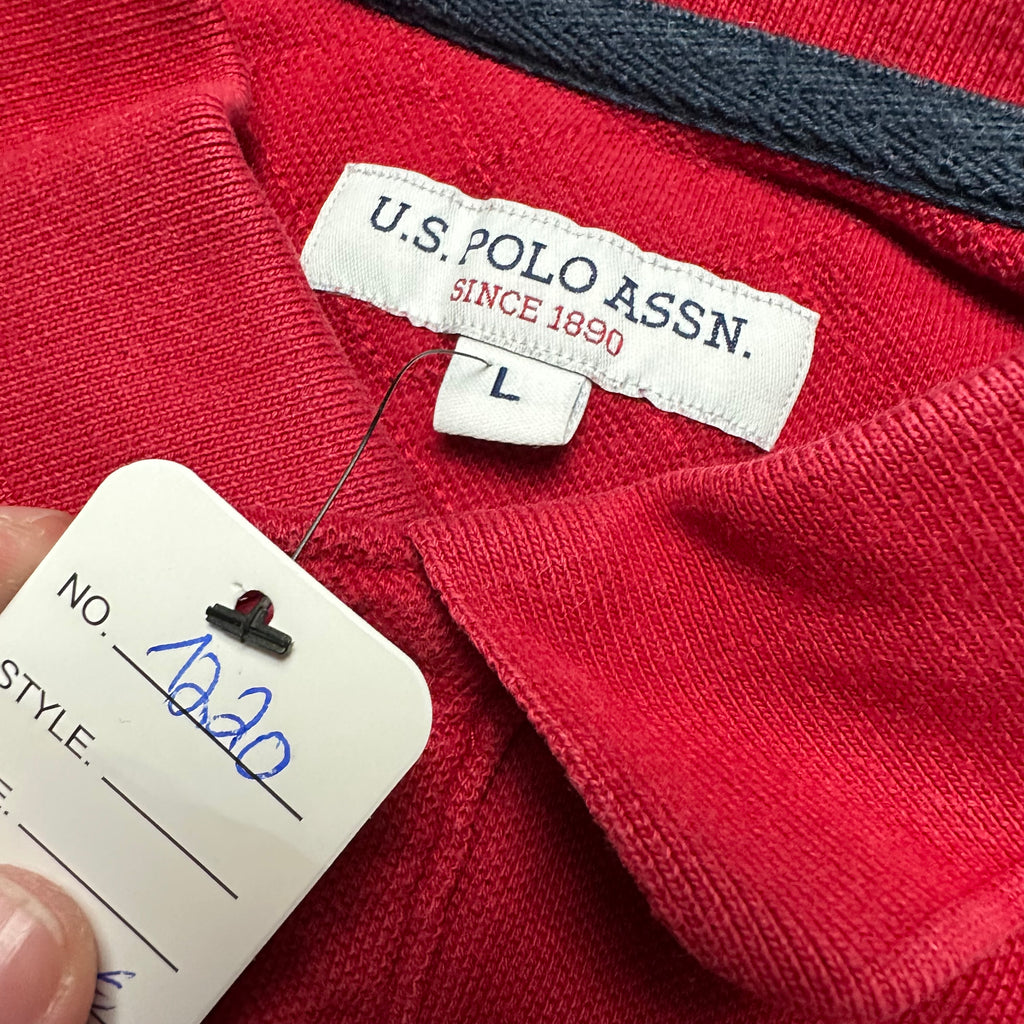 U.S. POLO ASSN.
SINCE 1890
L
NO. 1220
STYLE.